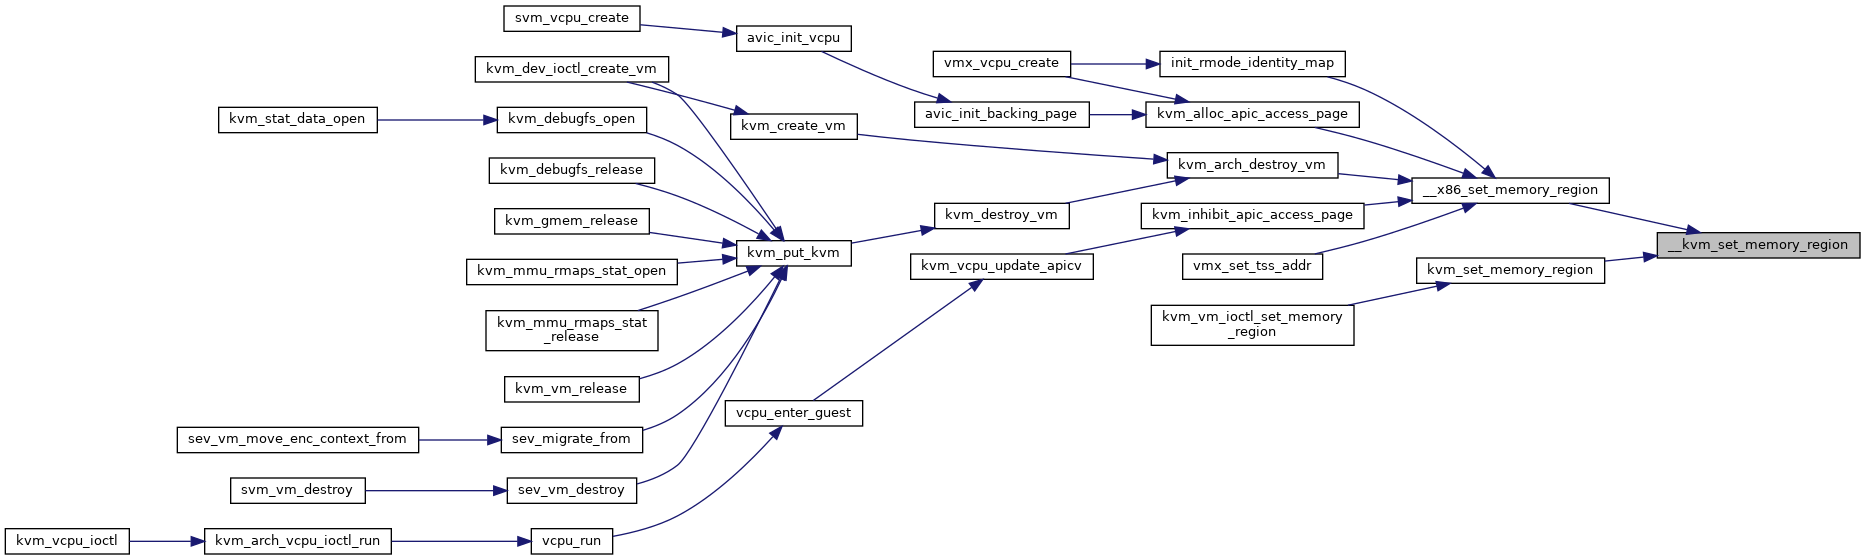 svm_vcpu_create
avic_init_vcpu
kvm_dev_ioctl_create_vm
vmx_vcpu_create
init_rmode_identity_map
kvm_stat_data_open
kvm_debugfs_open
kvm_create_vm
avic_init_backing_page
kvm_alloc_apic_access_page
kvm_debugfs_release
kvm_arch_destroy_vm
__x86_set_memory_region
kvm_gmem_release
kvm_destroy_vm
kvm_inhibit_apic_access_page
__kvm_set_memory_region
kvm_put_kvm
kvm_mmu_rmaps_stat_open
kvm_vcpu_update_apicv
vmx_set_tss_addr
kvm_set_memory_region
kvm_mmu_rmaps_stat
_release
kvm_vm_ioctl_set_memory
_region
kvm_vm_release
vcpu_enter_guest
sev_vm_move_enc_context_from
sev_migrate_from
svm_vm_destroy
sev_vm_destroy
kvm_vcpu_ioctl
kvm_arch_vcpu_ioctl_run
vcpu_run